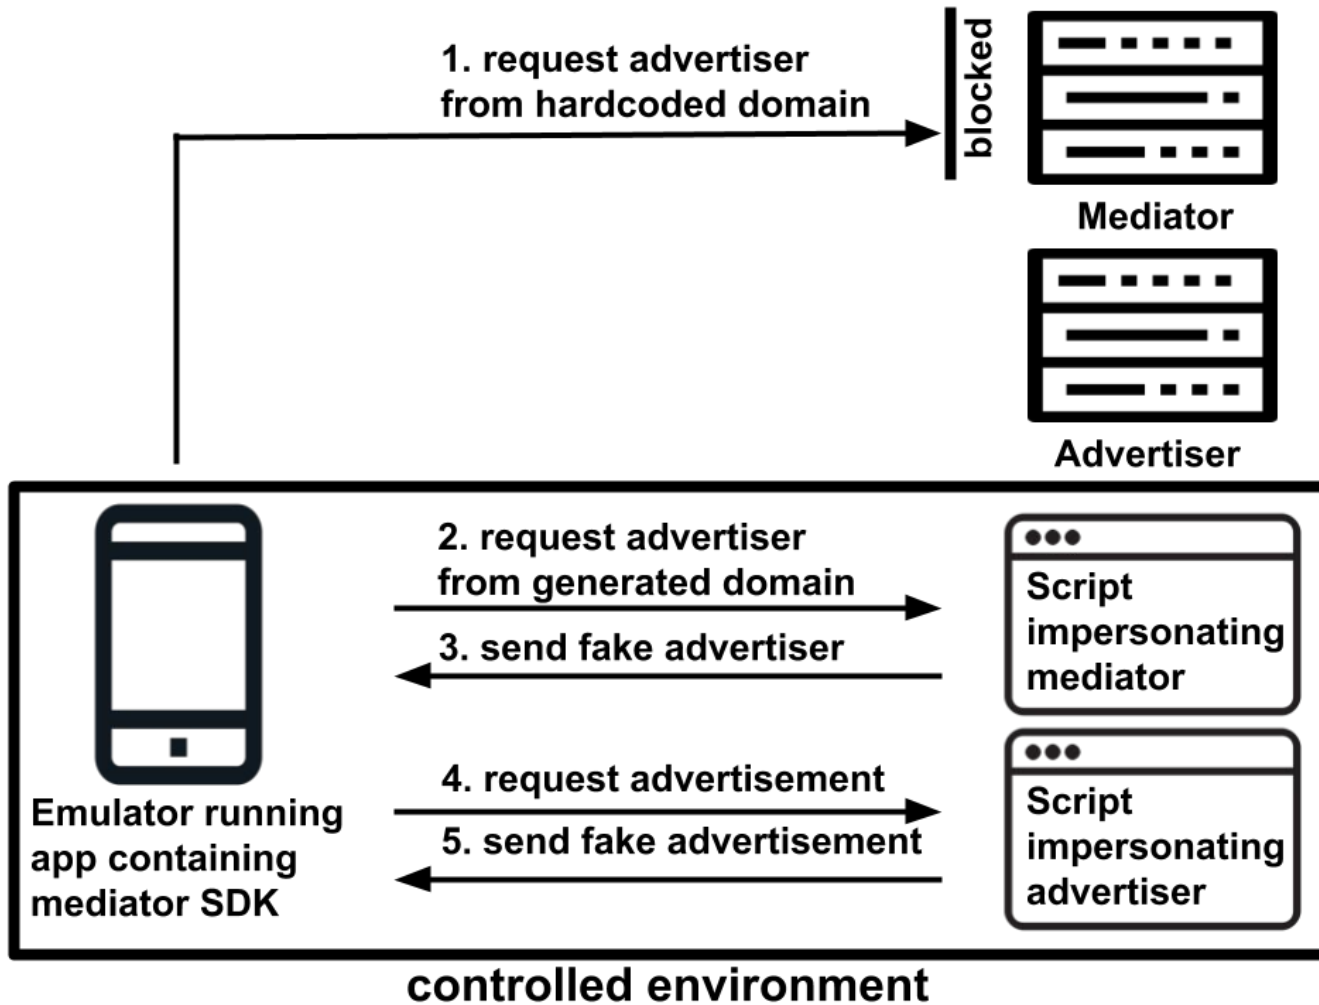 1. request advertiser
from hardcoded domain
blocked
Mediator
Advertiser
2. request advertiser
from generated domain
3. send fake advertiser
Script
impersonating
mediator
4. request advertisement
5. send fake advertisement
Script
impersonating
advertiser
Emulator running
app containing
mediator SDK
controlled environment